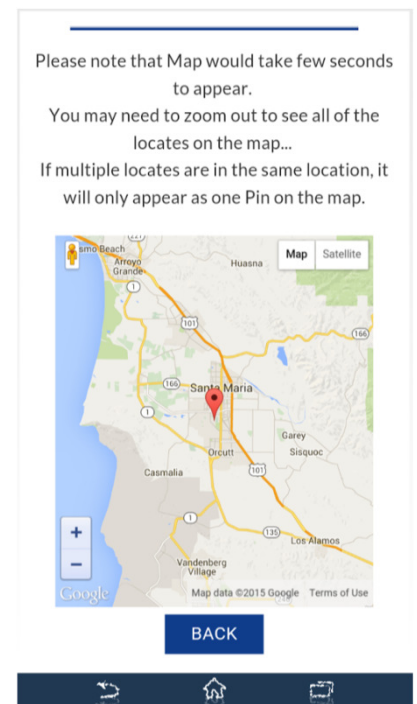 Please note that Map would take few seconds
to appear.
You may need to zoom out to see all of the
locates on the map...
If multiple locates are in the same location, it
will only appear as one Pin on the map.
smo Beach
Arroyo
Grande
Huasna
Map
Satellite
1
101
166
166
Santa Maria
1
Orcutt
Garey
Sisquoc
101
Casmalia
1
135
Los Alamos
+
−
Vandenberg
Village
Google
Map data ©2015 Google
Terms of Use
BACK